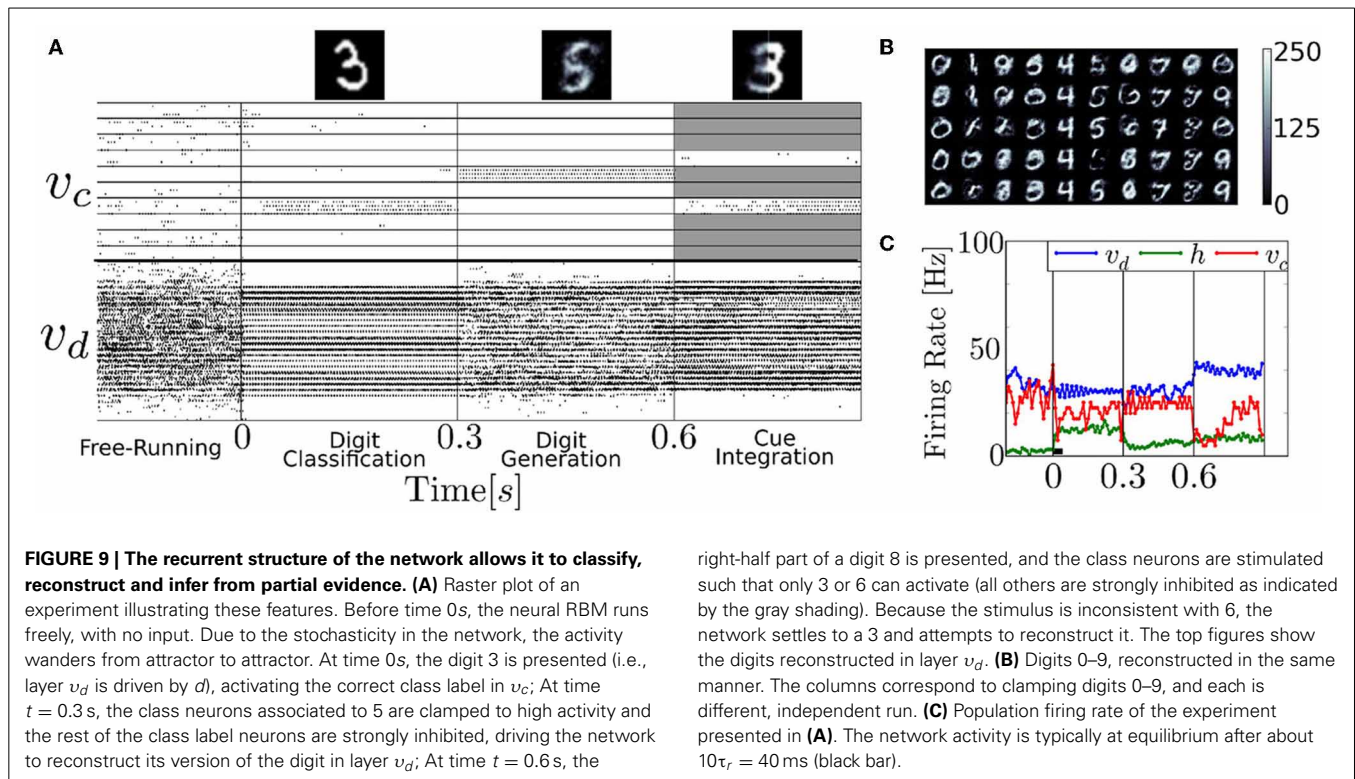 A
B
250
125
0
υc
υd
Free-Running
0
Digit
Classification
0.3
Digit
Generation
0.6
Cue
Integration
Time[s]
C
Firing Rate [Hz]
100
50
0
υd h υc
0 0.3 0.6
FIGURE 9 | The recurrent structure of the network allows it to classify,
reconstruct and infer from partial evidence. (A) Raster plot of an
experiment illustrating these features. Before time 0s, the neural RBM runs
freely, with no input. Due to the stochasticity in the network, the activity
wanders from attractor to attractor. At time 0s, the digit 3 is presented (i.e.,
layer υd is driven by d), activating the correct class label in υc; At time
t = 0.3 s, the class neurons associated to 5 are clamped to high activity and
the rest of the class label neurons are strongly inhibited, driving the network
to reconstruct its version of the digit in layer υd; At time t = 0.6 s, the
right-half part of a digit 8 is presented, and the class neurons are stimulated
such that only 3 or 6 can activate (all others are strongly inhibited as indicated
by the gray shading). Because the stimulus is inconsistent with 6, the
network settles to a 3 and attempts to reconstruct it. The top figures show
the digits reconstructed in layer υd. (B) Digits 0–9, reconstructed in the same
manner. The columns correspond to clamping digits 0–9, and each is
different, independent run. (C) Population firing rate of the experiment
presented in (A). The network activity is typically at equilibrium after about
10τr = 40 ms (black bar).